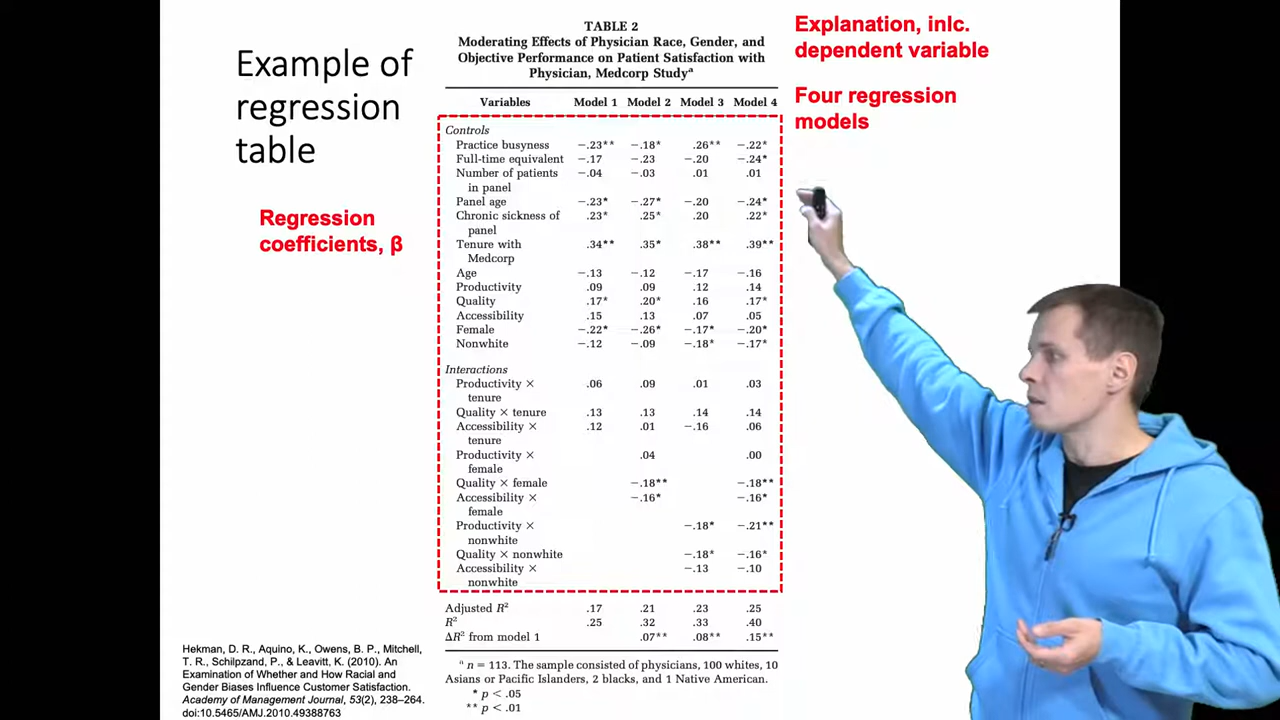 Example of
regression
table
Regression
coefficients, β
Hekman, D. R., Aquino, K., Owens, B. P., Mitchell,
T. R., Schilpzand, P., & Leavitt, K. (2010). An
Examination of Whether and How Racial and
Gender Biases Influence Customer Satisfaction.
Academy of Management Journal, 53(2), 238–264.
doi:10.5465/AMJ.2010.49388763
TABLE 2
Moderating Effects of Physician Race, Gender, and
Objective Performance on Patient Satisfaction with
Physician, Medcorp Studyᵃ
Variables Model 1 Model 2 Model 3 Model 4
Controls
Practice busyness −.23** −.18* .26** −.22*
Full-time equivalent −.17 −.23 −.20 −.24*
Number of patients −.04 −.03 .01 .01
in panel
Panel age −.23* −.27* −.20 −.24*
Chronic sickness of .23* .25* .20 .22*
panel
Tenure with .34** .35* .38** .39**
Medcorp
Age −.13 −.12 −.17 −.16
Productivity .09 .09 .12 .14
Quality .17* .20* .16 .17*
Accessibility .15 .13 .07 .05
Female −.22* −.26* −.17* −.20*
Nonwhite −.12 −.09 −.18* −.17*
Interactions
Productivity × .06 .09 .01 .03
tenure
Quality × tenure .13 .13 .14 .14
Accessibility × .12 .01 −.16 .06
tenure
Productivity × .04 .00
female
Quality × female −.18** −.18**
Accessibility × −.16* −.16*
female
Productivity × −.18* −.21**
nonwhite
Quality × nonwhite −.18* −.16*
Accessibility × −.13 −.10
nonwhite
Adjusted R² .17 .21 .23 .25
R² .25 .32 .33 .40
ΔR² from model 1 .07** .08** .15**
ᵃ n = 113. The sample consisted of physicians, 100 whites, 10
Asians or Pacific Islanders, 2 blacks, and 1 Native American.
* p < .05
** p < .01
Explanation, inlc.
dependent variable
Four regression
models